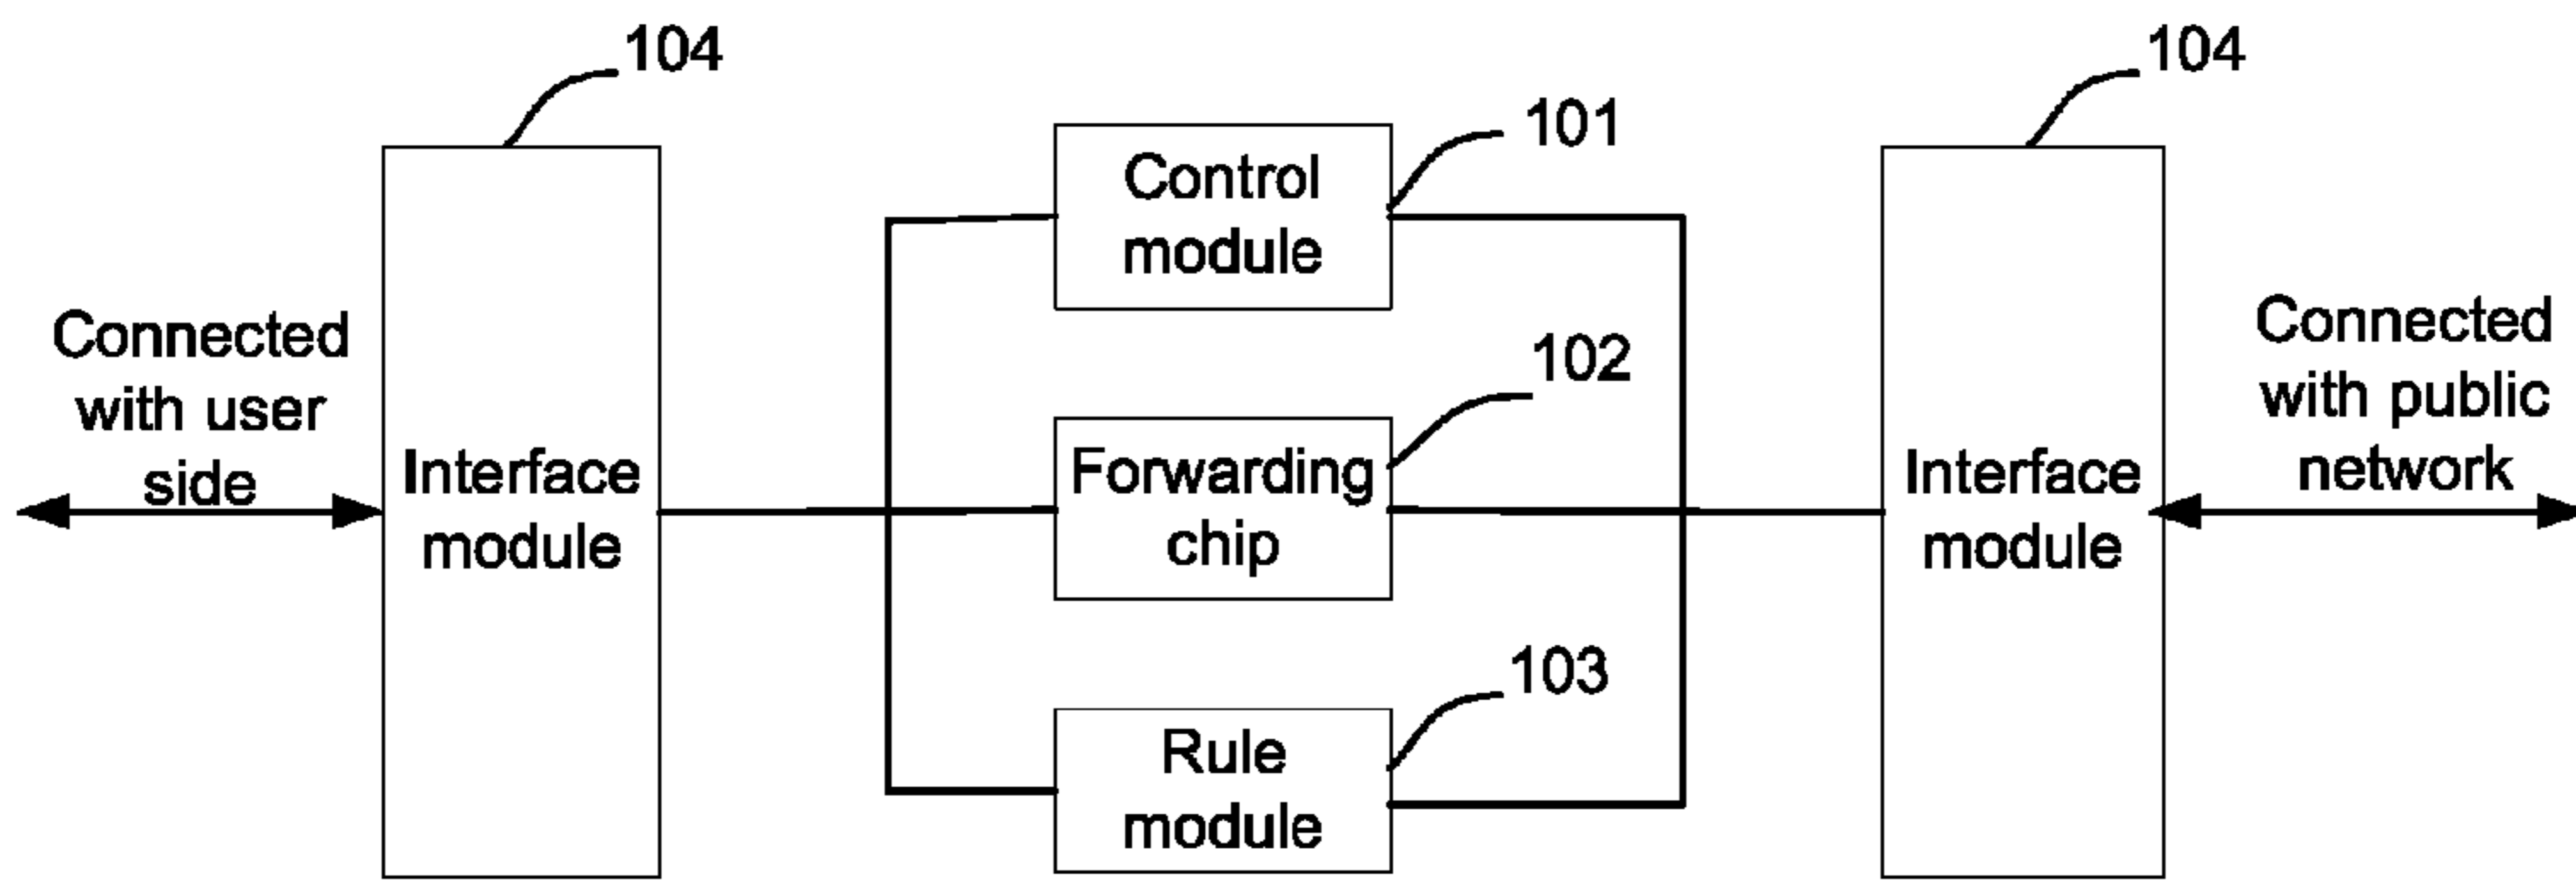 104
104
101
Control
module
Connected
with user
side
Interface
module
102
Forwarding
chip
103
Rule
module
Interface
module
Connected
with public
network